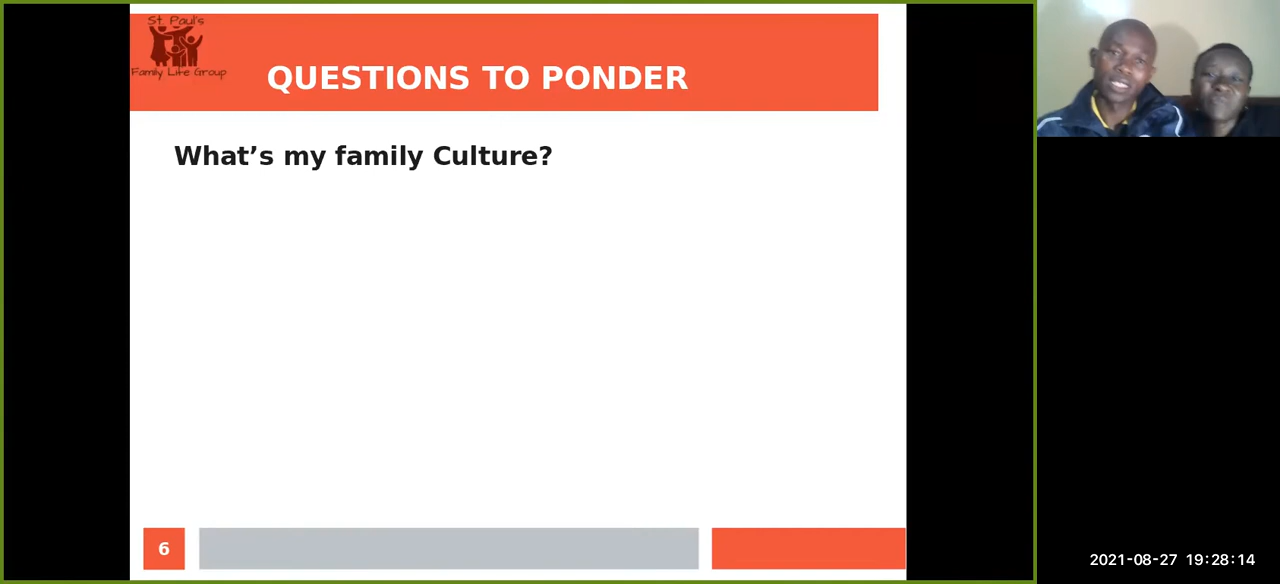 St. Paul's
Family Life Group
QUESTIONS TO PONDER
What’s my family Culture?
6
2021-08-27 19:28:14